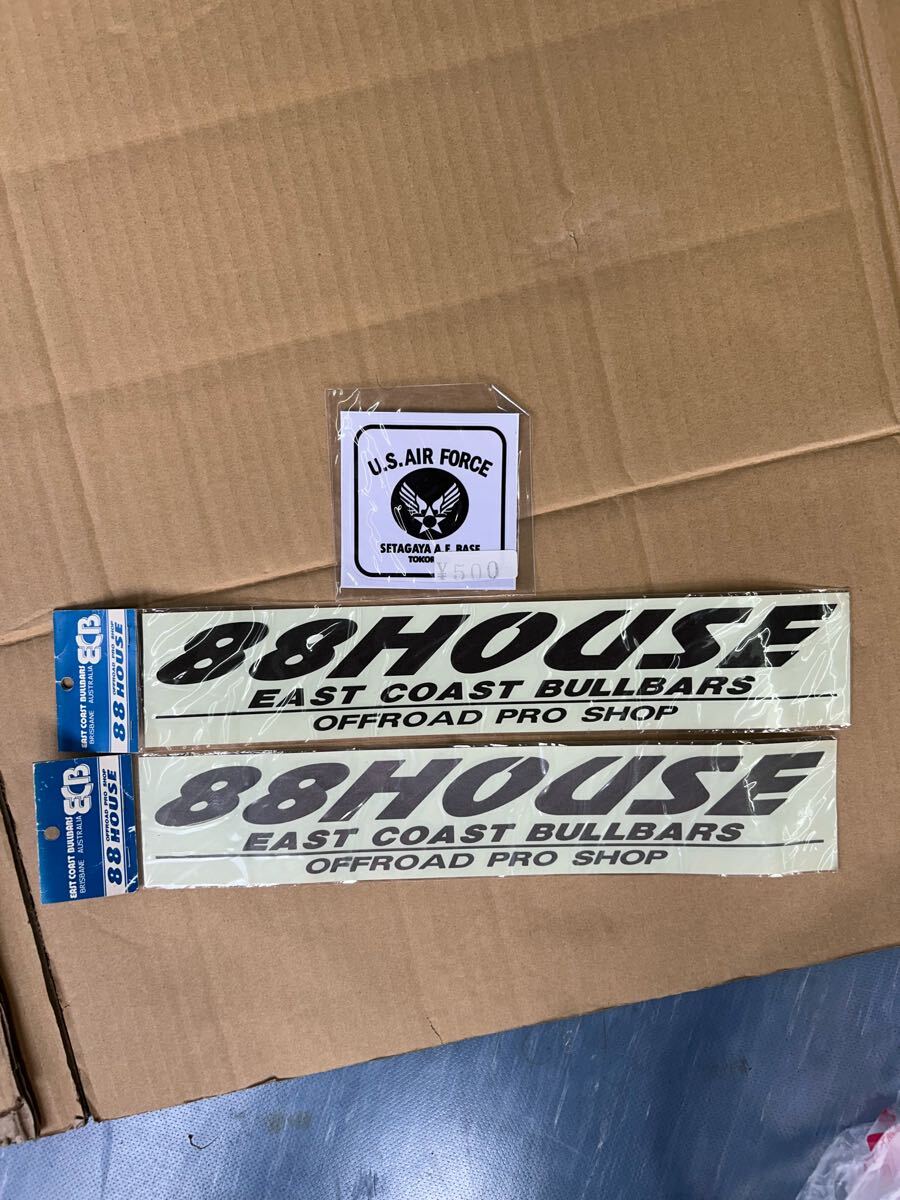 U.S. AIR FORCE
SETAGAYA A.F. BASE
¥500
88HOUSE
EAST COAST BULLBARS
OFFROAD PRO SHOP
EAST COAST BULLBARS
BRISBANE AUSTRALIA
ECB
OFFROAD PRO SHOP
88 HOUSE
88HOUSE
EAST COAST BULLBARS
OFFROAD PRO SHOP
EAST COAST BULLBARS
BRISBANE AUSTRALIA
ECB
OFFROAD PRO SHOP
88 HOUSE